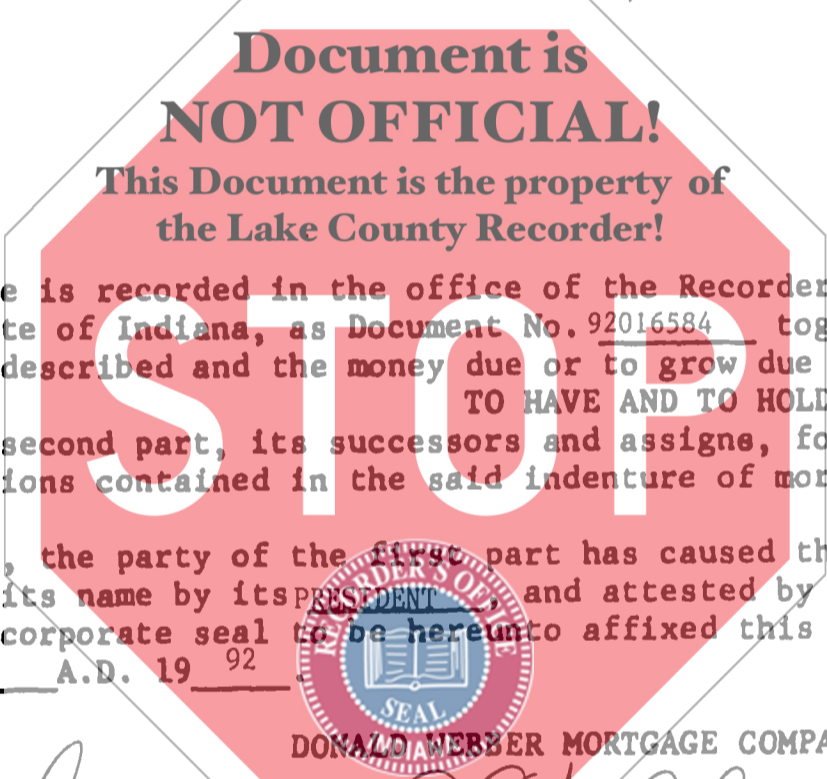 Document is
NOT OFFICIAL!
This Document is the property of
the Lake County Recorder!
e is recorded in the office of the Recorder
te of Indiana, as Document No. 92016584 tog
described and the money due or to grow due
TO HAVE AND TO HOLD
second part, its successors and assigns, fo
ions contained in the said indenture of mor
STOP
, the party of the first part has caused th
its name by its PRESIDENT, and attested by
corporate seal to be hereunto affixed this
A.D. 19 92.
RECORDER'S OFFICE
SEAL
INDIANA
DONALD WEBBER MORTGAGE COMPA